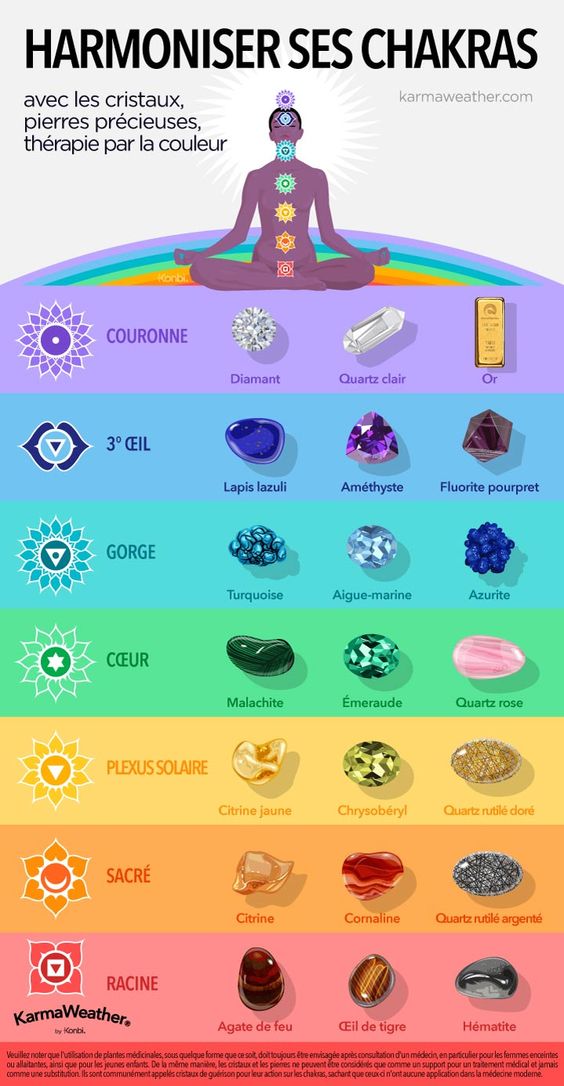 HARMONISER SES CHAKRAS
avec les cristaux,
pierres précieuses,
thérapie par la couleur
karmaweather.com
Konbi.
COURONNE
Diamant
Quartz clair
Or
3º ŒIL
Lapis lazuli
Améthyste
Fluorite pourpret
GORGE
Turquoise
Aigue-marine
Azurite
CŒUR
Malachite
Émeraude
Quartz rose
PLEXUS SOLAIRE
Citrine jaune
Chrysobéryl
Quartz rutilé doré
SACRÉ
Citrine
Cornaline
Quartz rutilé argenté
RACINE
Agate de feu
Œil de tigre
Hématite
KarmaWeather®
by Konbi.
Veuillez noter que l'utilisation de plantes médicinales, sous quelque forme que ce soit, doit toujours être envisagée après consultation d'un médecin, en particulier pour les femmes enceintes
ou allaitantes, ainsi que pour les jeunes enfants. De la même manière, les cristaux et les pierres ne peuvent être considérés que comme un support pour un traitement médical et jamais
comme une substitution. Ils sont communément appelés cristaux de guérison pour leur action sur les chakras, sachant que ceux ci n'ont aucune application dans la médecine moderne.